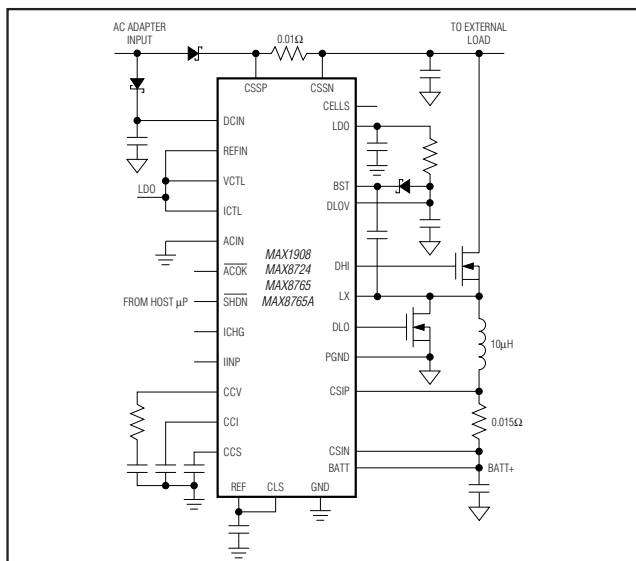 AC ADAPTER
INPUT
0.01Ω
TO EXTERNAL
LOAD
CSSP
CSSN
CELLS
DCIN
LDO
REFIN
VCTL
LDO
ICTL
BST
DLOV
ACIN
MAX1908
MAX8724
MAX8765
MAX8765A
ACOK
DHI
FROM HOST µP
SHDN
LX
ICHG
DLO
IINP
PGND
10µH
CCV
CSIP
CCI
0.015Ω
CCS
CSIN
BATT
BATT+
REF
CLS
GND